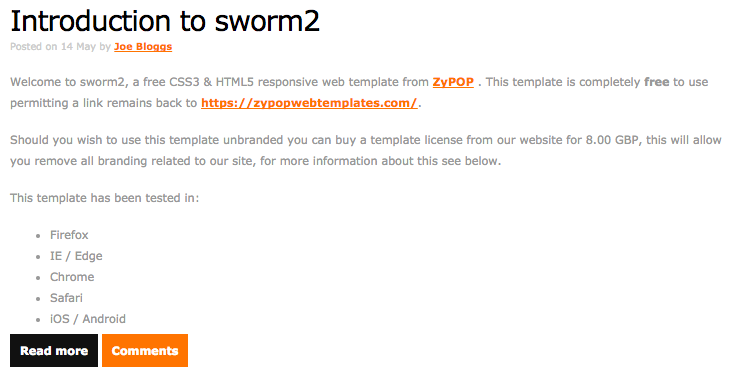 Introduction to sworm2
Posted on 14 May by Joe Bloggs
Welcome to sworm2, a free CSS3 & HTML5 responsive web template from ZyPOP . This template is completely free to use
permitting a link remains back to https://zypopwebtemplates.com/.
Should you wish to use this template unbranded you can buy a template license from our website for 8.00 GBP, this will allow
you remove all branding related to our site, for more information about this see below.
This template has been tested in:
• Firefox
• IE / Edge
• Chrome
• Safari
• iOS / Android
Read more Comments